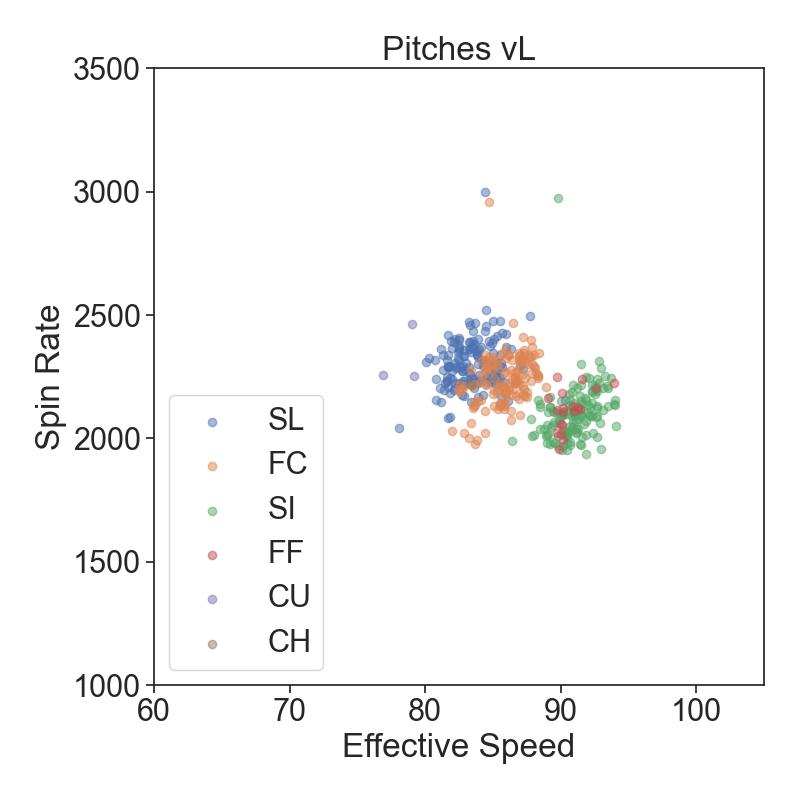 Pitches vL
3500
3000
2500
2000
1500
1000
Spin Rate
SL
FC
SI
FF
CU
CH
60 70 80 90 100
Effective Speed